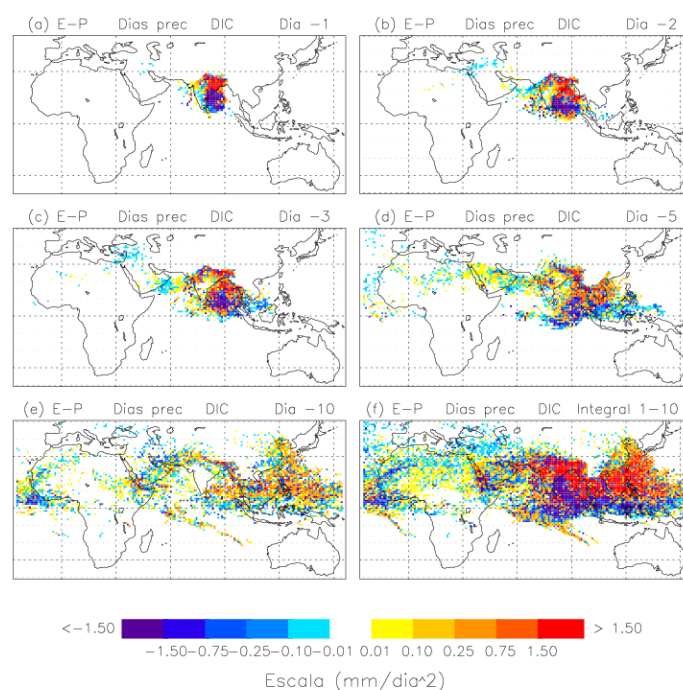 (a) E-P Dias prec DIC Dia -1
(b) E-P Dias prec DIC Dia -2
(c) E-P Dias prec DIC Dia -3
(d) E-P Dias prec DIC Dia -5
(e) E-P Dias prec DIC Dia -10
(f) E-P Dias prec DIC Integral 1-10
<-1.50 > 1.50
-1.50 -0.75 -0.25 -0.10 -0.01 0.01 0.10 0.25 0.75 1.50
Escala (mm/dia^2)